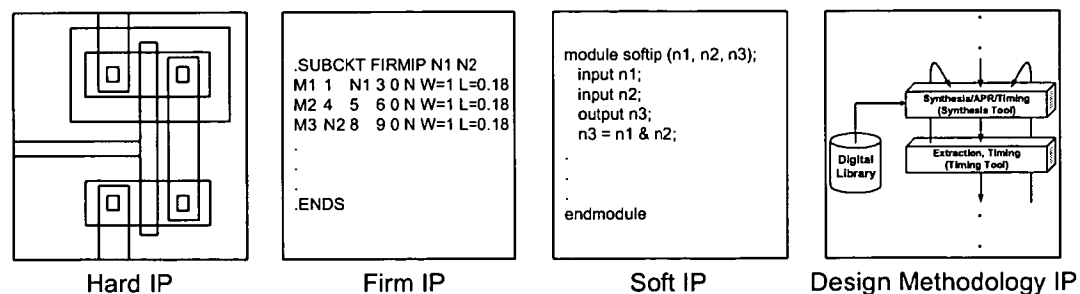 .SUBCKT FIRMIP N1 N2
M1 1 N1 3 0 N W=1 L=0.18
M2 4 5 6 0 N W=1 L=0.18
M3 N2 8 9 0 N W=1 L=0.18
.
.
.
.ENDS
module softip (n1, n2, n3);
input n1;
input n2;
output n3;
n3 = n1 & n2;
.
.
.
endmodule
Synthesis/APR/Timing
(Synthesis Tool)
Digital
Library
Extraction, Timing
(Timing Tool)
Hard IP
Firm IP
Soft IP
Design Methodology IP